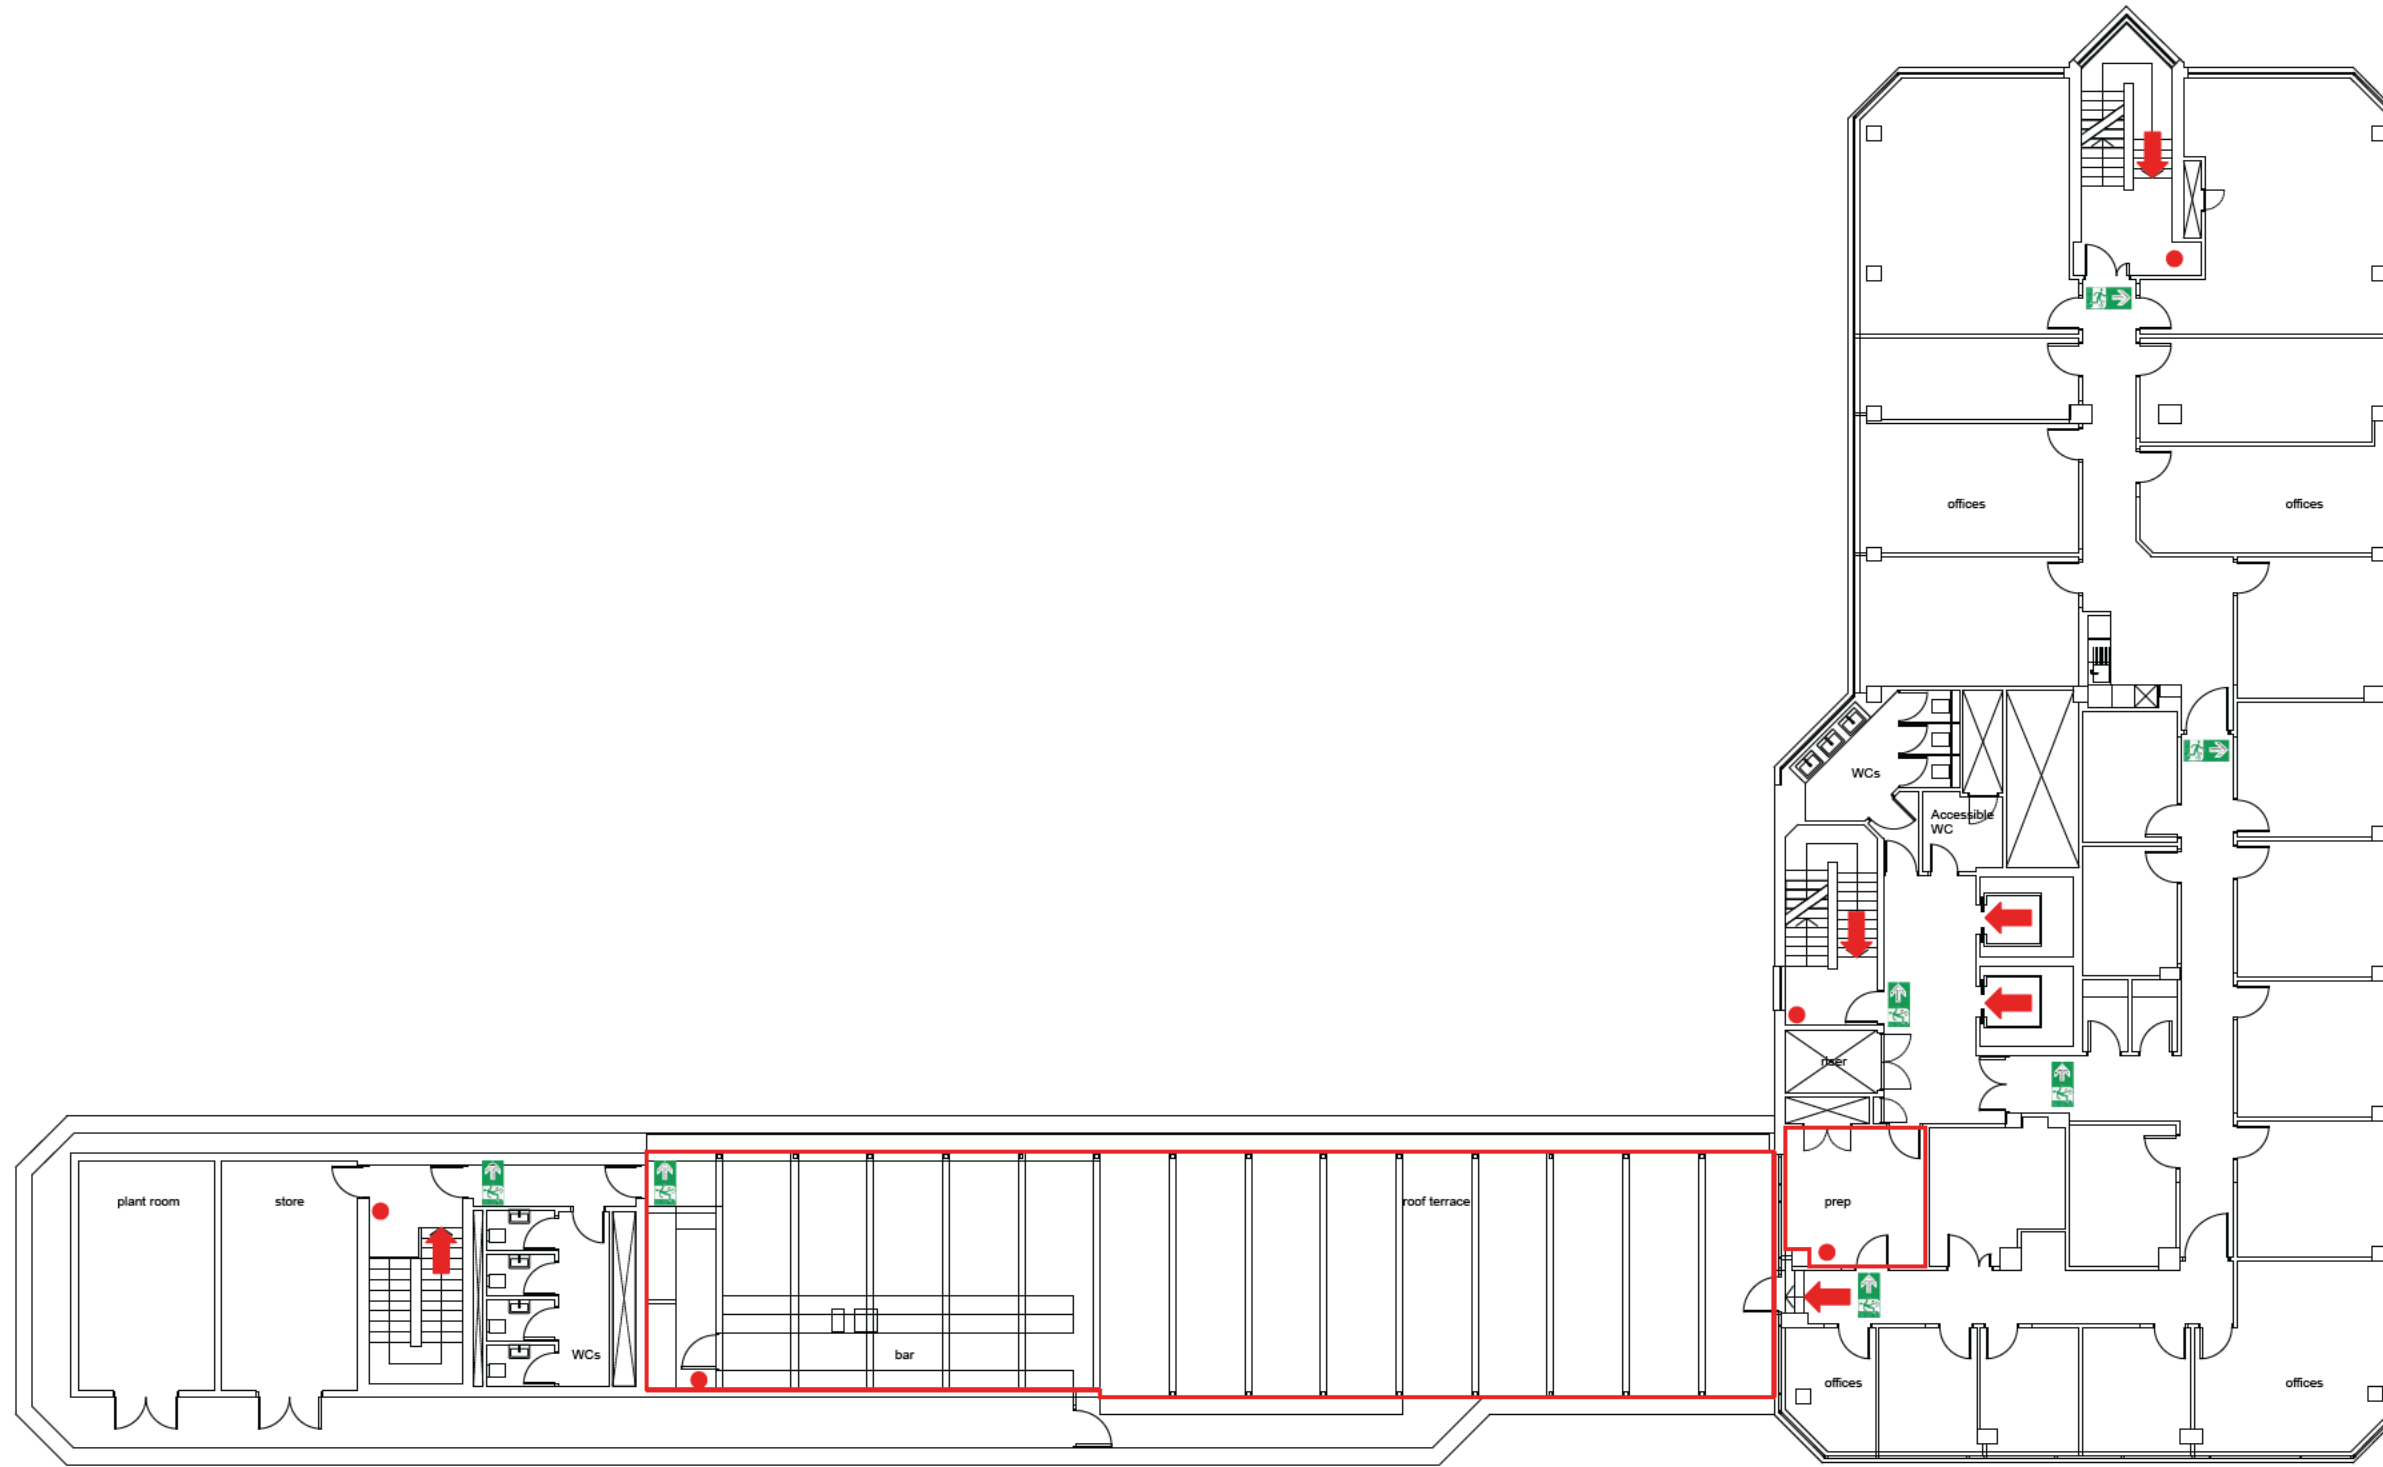 offices
offices
WCs
Accessible
WC
riser
plant room
store
roof terrace
prep
WCs
bar
offices
offices